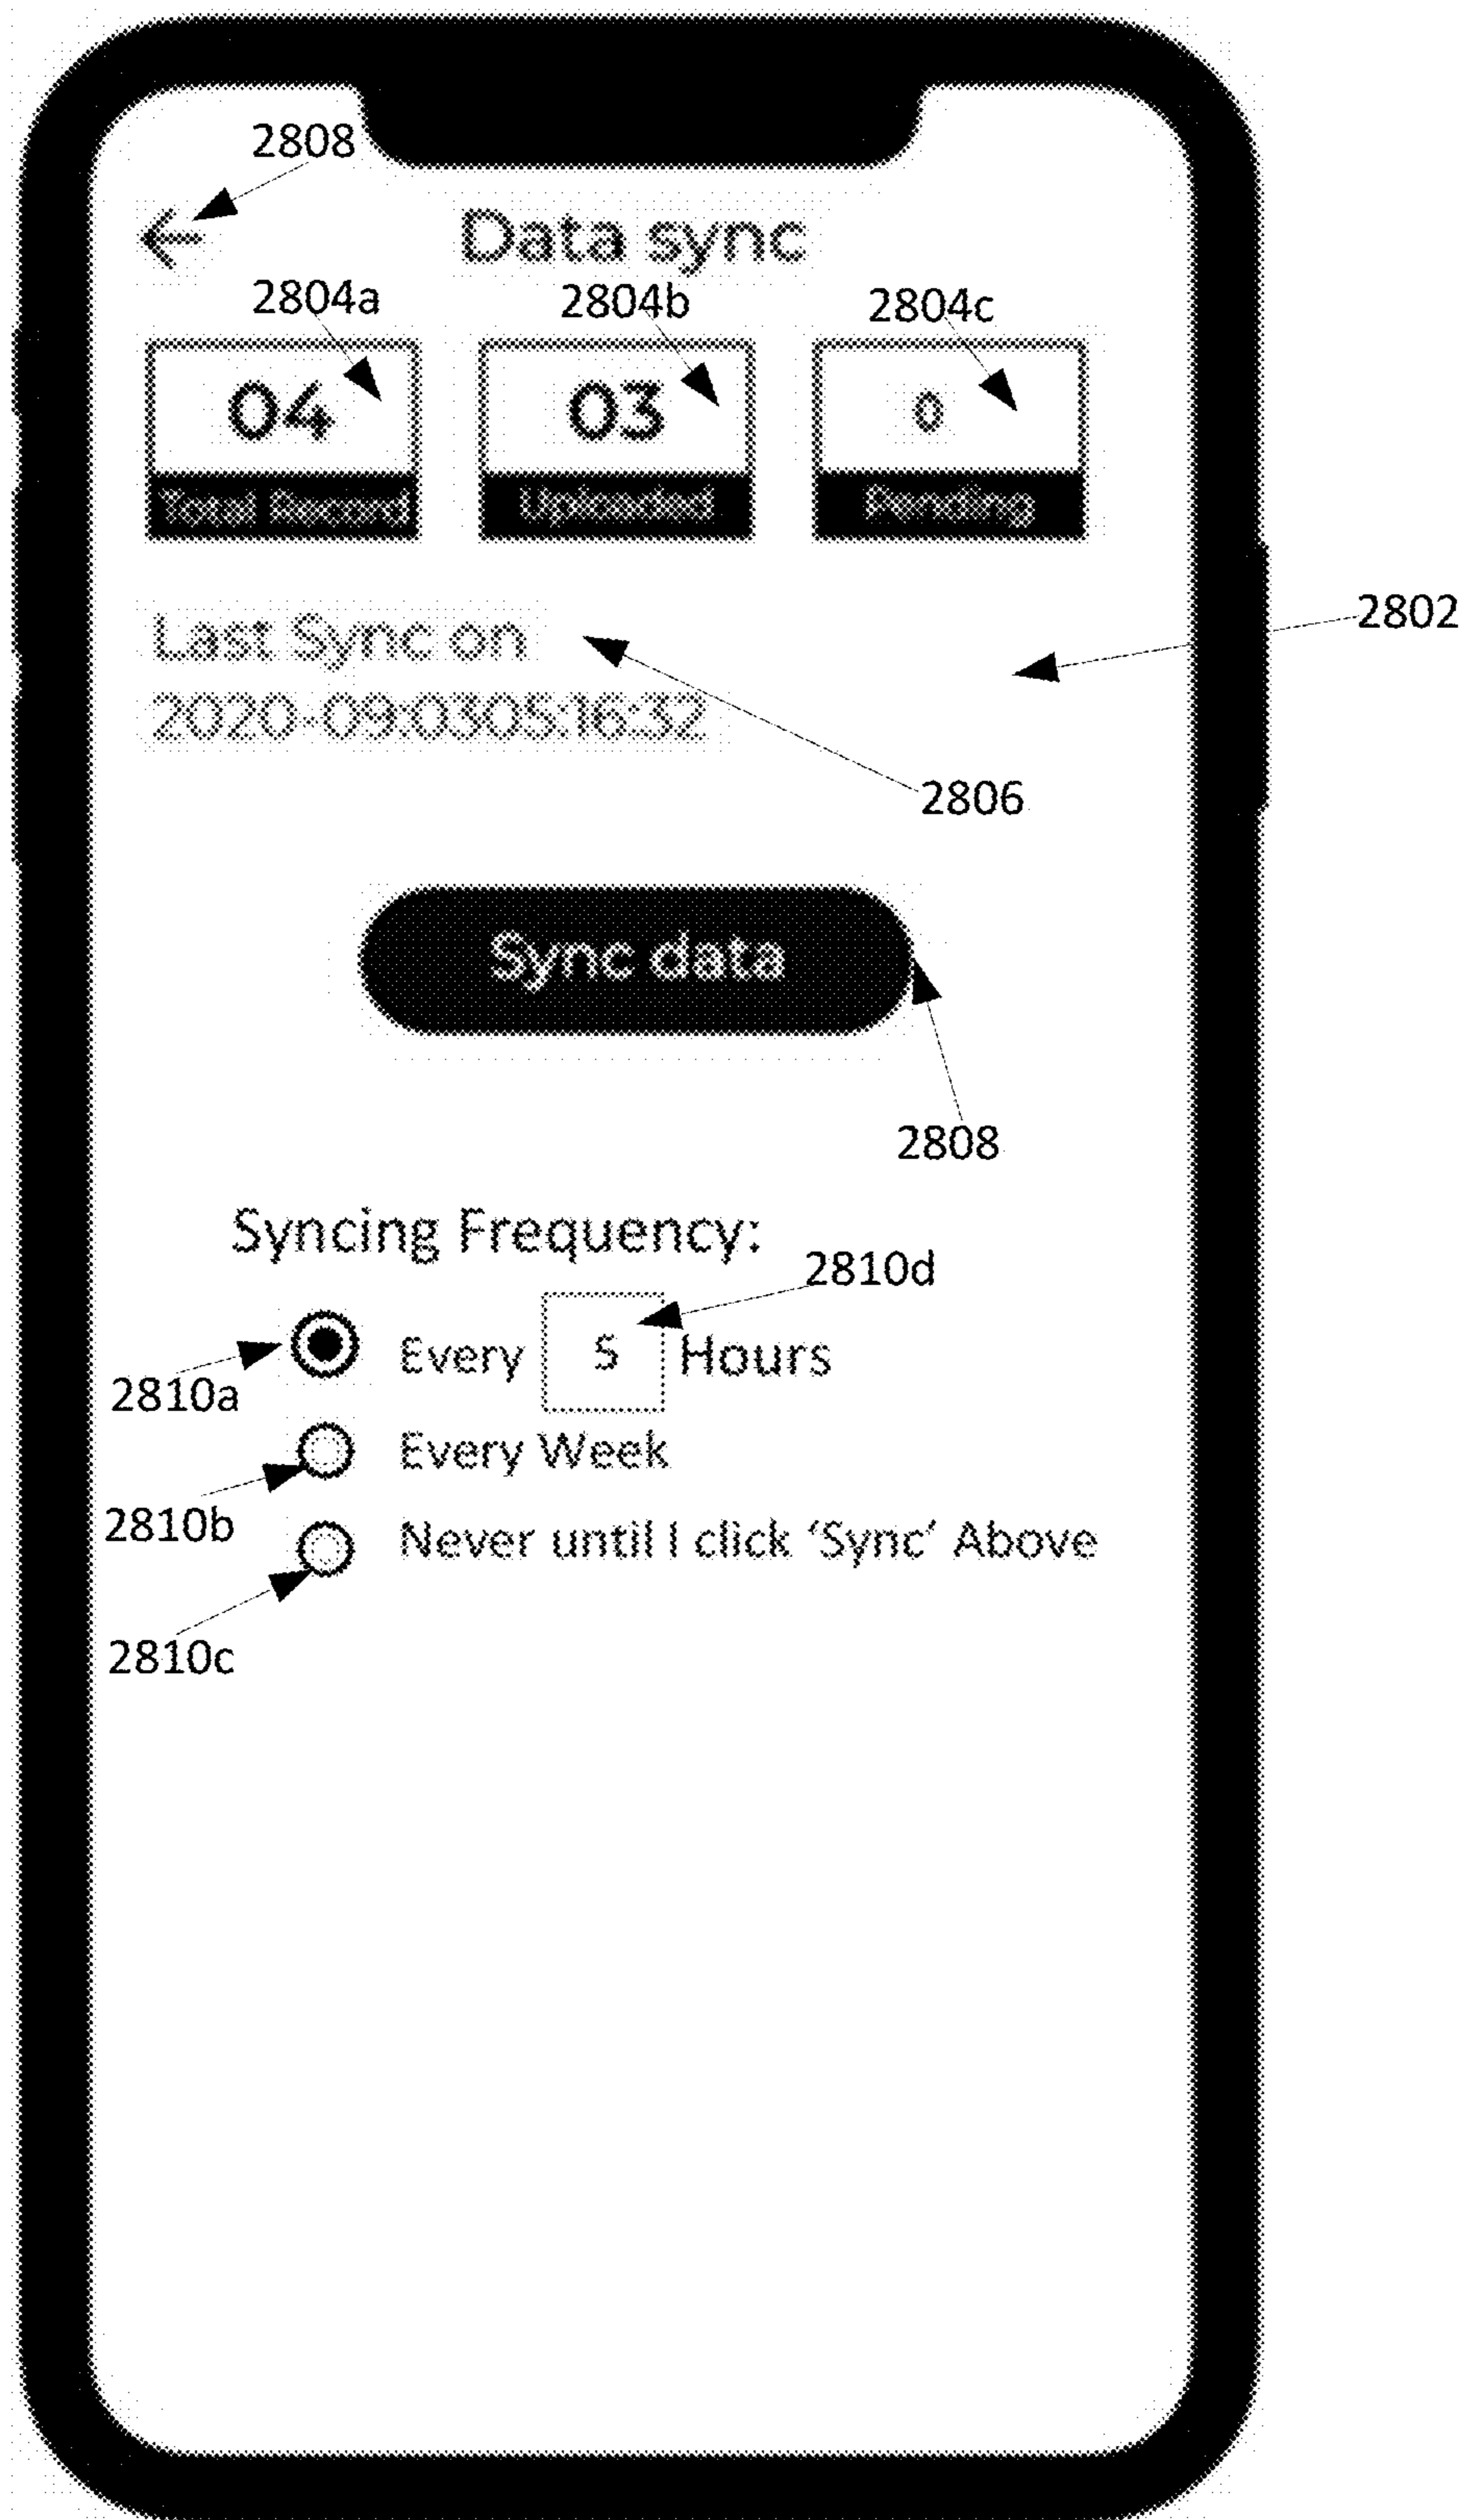 2808
Data sync
2804a 2804b 2804c
04 03 0
Total Record Uploaded Pending
Last Sync on
2802
2020-09:0305:16:32
2806
Sync data
2808
Syncing Frequency:
2810d
Every 5 Hours
2810a
Every Week
2810b
Never until I click ‘Sync’ Above
2810c